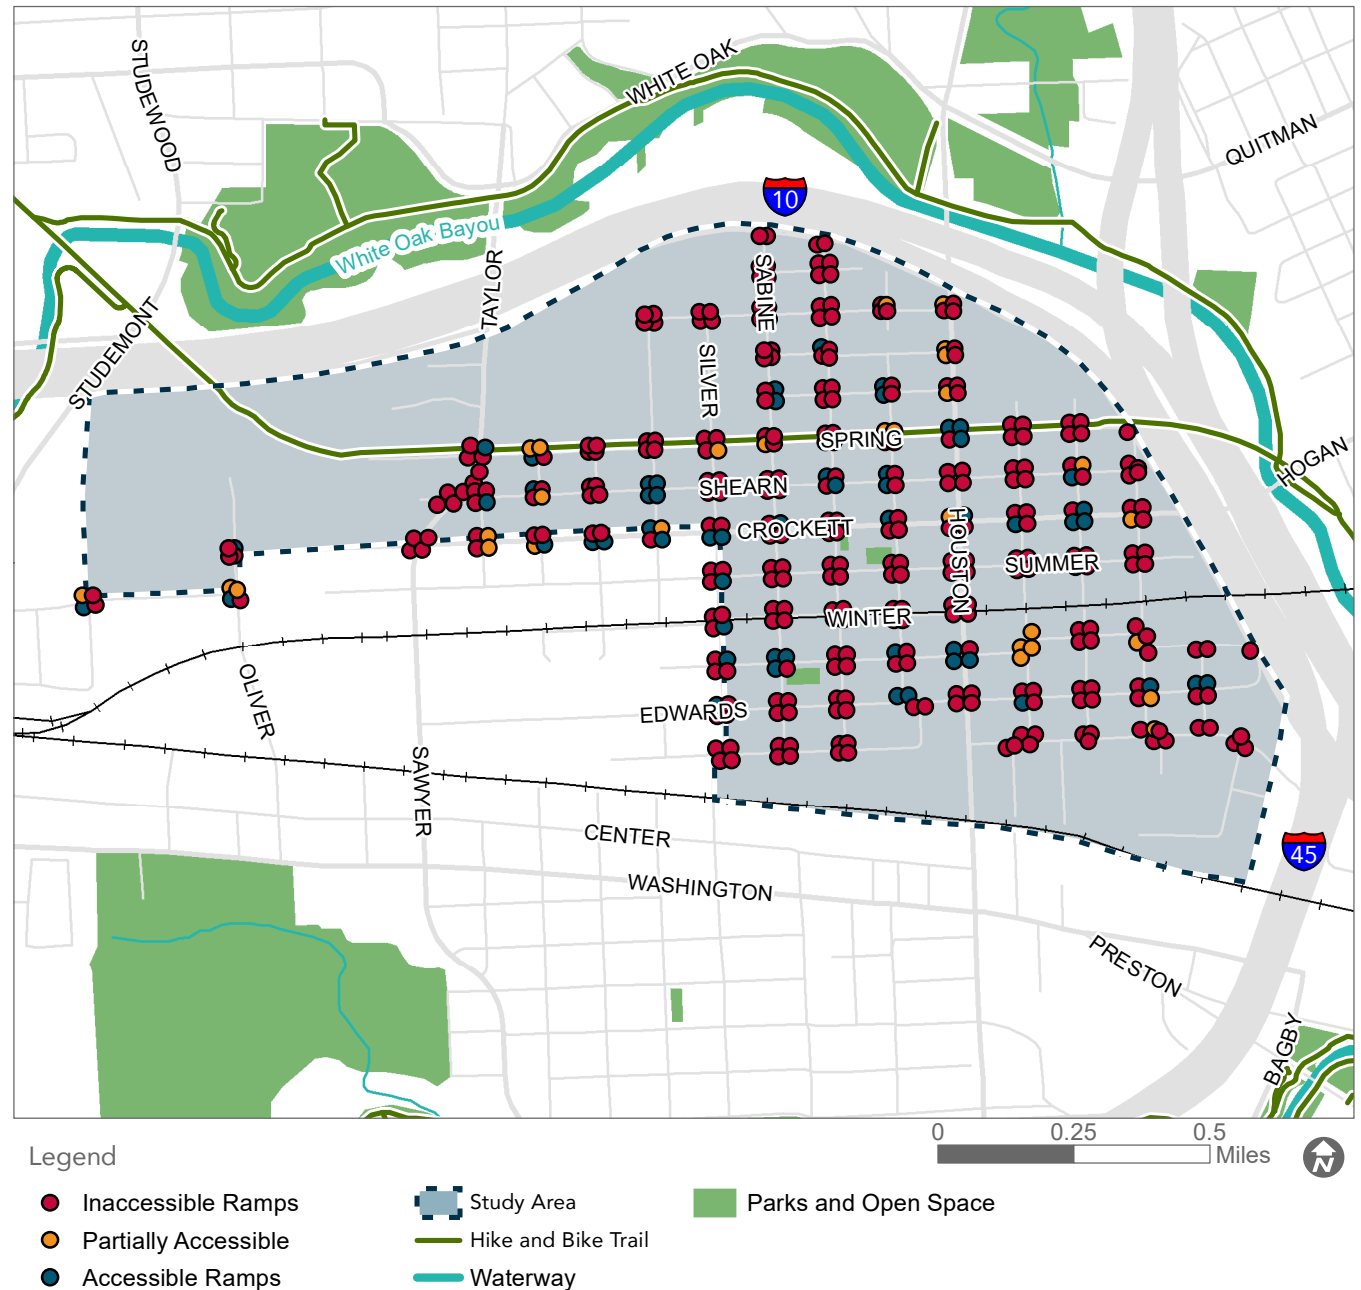 STUDEWOOD
WHITE OAK
QUITMAN
10
White Oak Bayou
TAYLOR
SABINE
STUDEMONT
SILVER
SPRING
HOGAN
SHEARN
CROCKETT
HOUSTON
SUMMER
WINTER
OLIVER
EDWARDS
SAWYER
CENTER
45
WASHINGTON
PRESTON
BAGBY
0 0.25 0.5
Miles
N
Legend
Inaccessible Ramps
Partially Accessible
Accessible Ramps
Study Area
Hike and Bike Trail
Waterway
Parks and Open Space